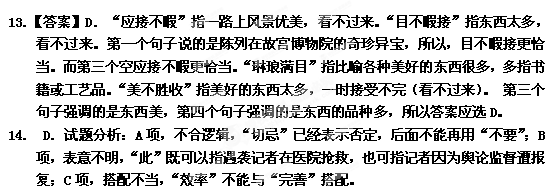 13.【答案】D．“应接不暇”指一路上风景优美，看不过来。“目不暇接”指东西太多，
看不过来。第一个句子说的是陈列在故宫博物院的奇珍异宝，所以，目不暇接更恰
当。而第三个空应接不暇更恰当。“琳琅满目”指比喻各种美好的东西很多，多指书
籍或工艺品。“美不胜收”指美好的东西太多，一时接受不完（看不过来）。 第三个
句子强调的是东西美，第四个句子强调的是东西的品种多，所以答案应选D。
14． D. 试题分析：A项，不合逻辑，“切忌”已经表示否定，后面不能再用“不要”；B
项，表意不明，“此”既可以指遇袭记者在医院抢救，也可指记者因为舆论监督遭报
复；C项，搭配不当，“效率”不能与“完善”搭配。